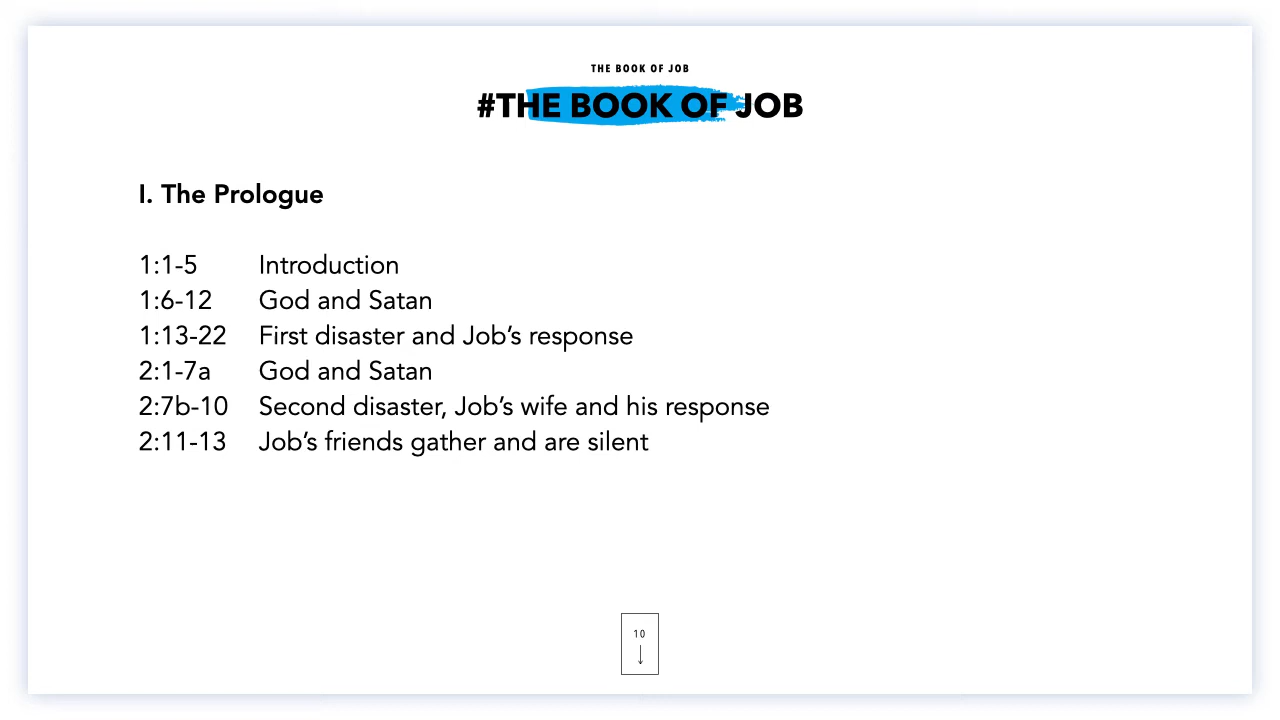 THE BOOK OF JOB
#THE BOOK OF JOB
I. The Prologue
1:1-5 Introduction
1:6-12 God and Satan
1:13-22 First disaster and Job’s response
2:1-7a God and Satan
2:7b-10 Second disaster, Job’s wife and his response
2:11-13 Job’s friends gather and are silent
10